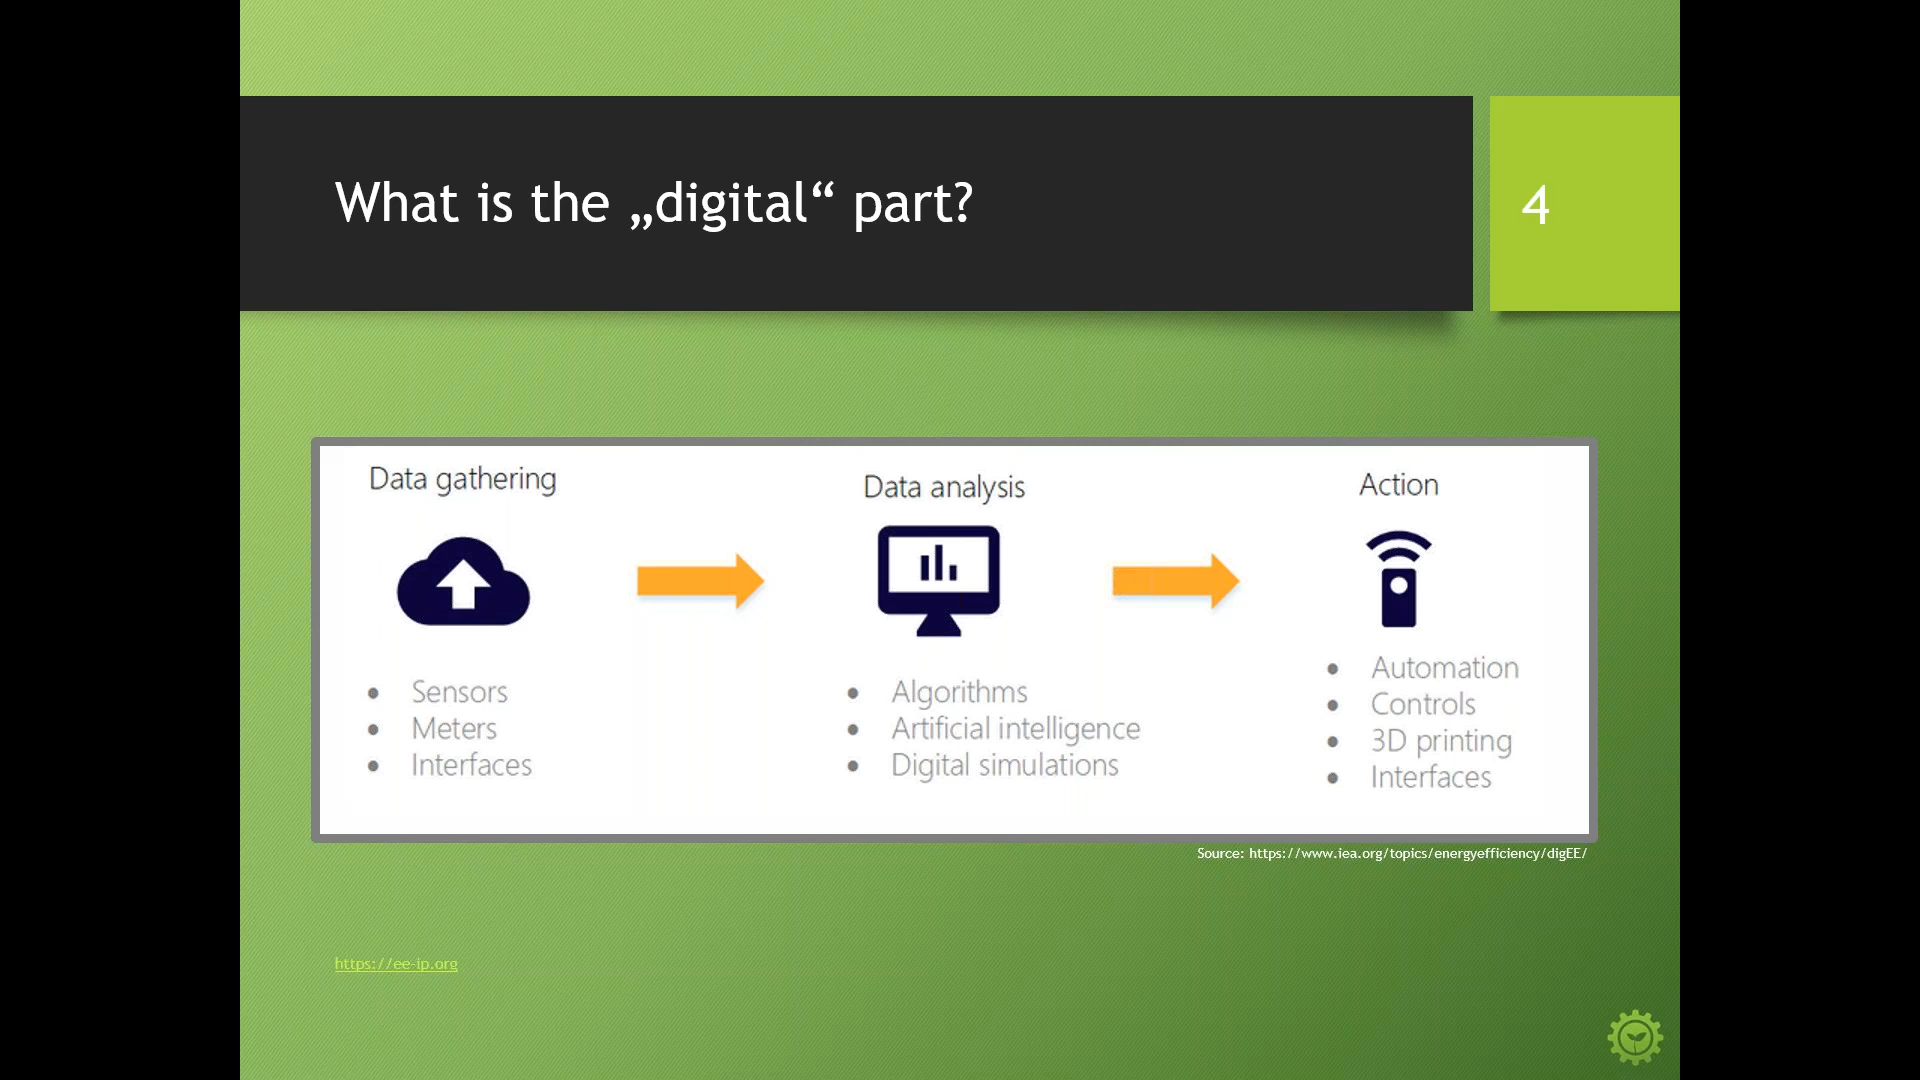 What is the „digital“ part?
4
Data gathering
Sensors
Meters
Interfaces
Data analysis
Algorithms
Artificial intelligence
Digital simulations
Action
Automation
Controls
3D printing
Interfaces
Source: https://www.iea.org/topics/energyefficiency/digEE/
https://ee-ip.org